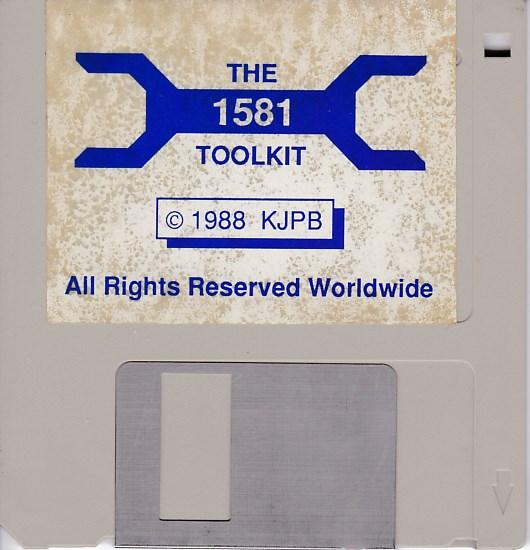 THE
1581
TOOLKIT
© 1988 KJPB
All Rights Reserved Worldwide